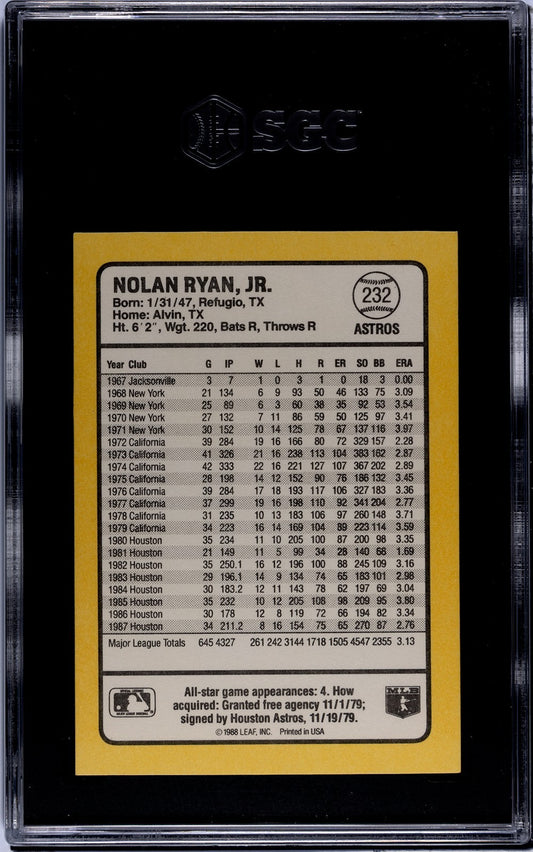 SGC
NOLAN RYAN, JR.
Born: 1/31/47, Refugio, TX
Home: Alvin, TX
Ht. 6'2", Wgt. 220, Bats R, Throws R
232
ASTROS
Year Club G IP W L H R ER SO BB ERA
1967 Jacksonville 3 7 1 0 3 1 0 18 3 0.00
1968 New York 21 134 6 9 93 50 46 133 75 3.09
1969 New York 25 89 6 3 60 38 35 92 53 3.54
1970 New York 27 132 7 11 86 59 50 125 97 3.41
1971 New York 30 152 10 14 125 78 67 137 116 3.97
1972 California 39 284 19 16 166 80 72 329 157 2.28
1973 California 41 326 21 16 238 113 104 383 162 2.87
1974 California 42 333 22 16 221 127 107 367 202 2.89
1975 California 28 198 14 12 152 90 76 186 132 3.45
1976 California 39 284 17 18 193 117 106 327 183 3.36
1977 California 37 299 19 16 198 110 92 341 204 2.77
1978 California 31 235 10 13 183 106 97 260 148 3.71
1979 California 34 223 16 14 169 104 89 223 114 3.59
1980 Houston 35 234 11 10 205 100 87 200 98 3.35
1981 Houston 21 149 11 5 99 34 28 140 68 1.69
1982 Houston 35 250.1 16 12 196 100 88 245 109 3.16
1983 Houston 29 196.1 14 9 134 74 65 183 101 2.98
1984 Houston 30 183.2 12 11 143 78 62 197 69 3.04
1985 Houston 35 232 10 12 205 108 98 209 95 3.80
1986 Houston 30 178 12 8 119 72 66 194 82 3.34
1987 Houston 34 211.2 8 16 154 75 65 270 87 2.76
Major League Totals 645 4327 261 242 3144 1718 1505 4547 2355 3.13
All-star game appearances: 4. How
acquired: Granted free agency 11/1/79;
signed by Houston Astros, 11/19/79.
© 1988 LEAF, INC. Printed in USA
MLB